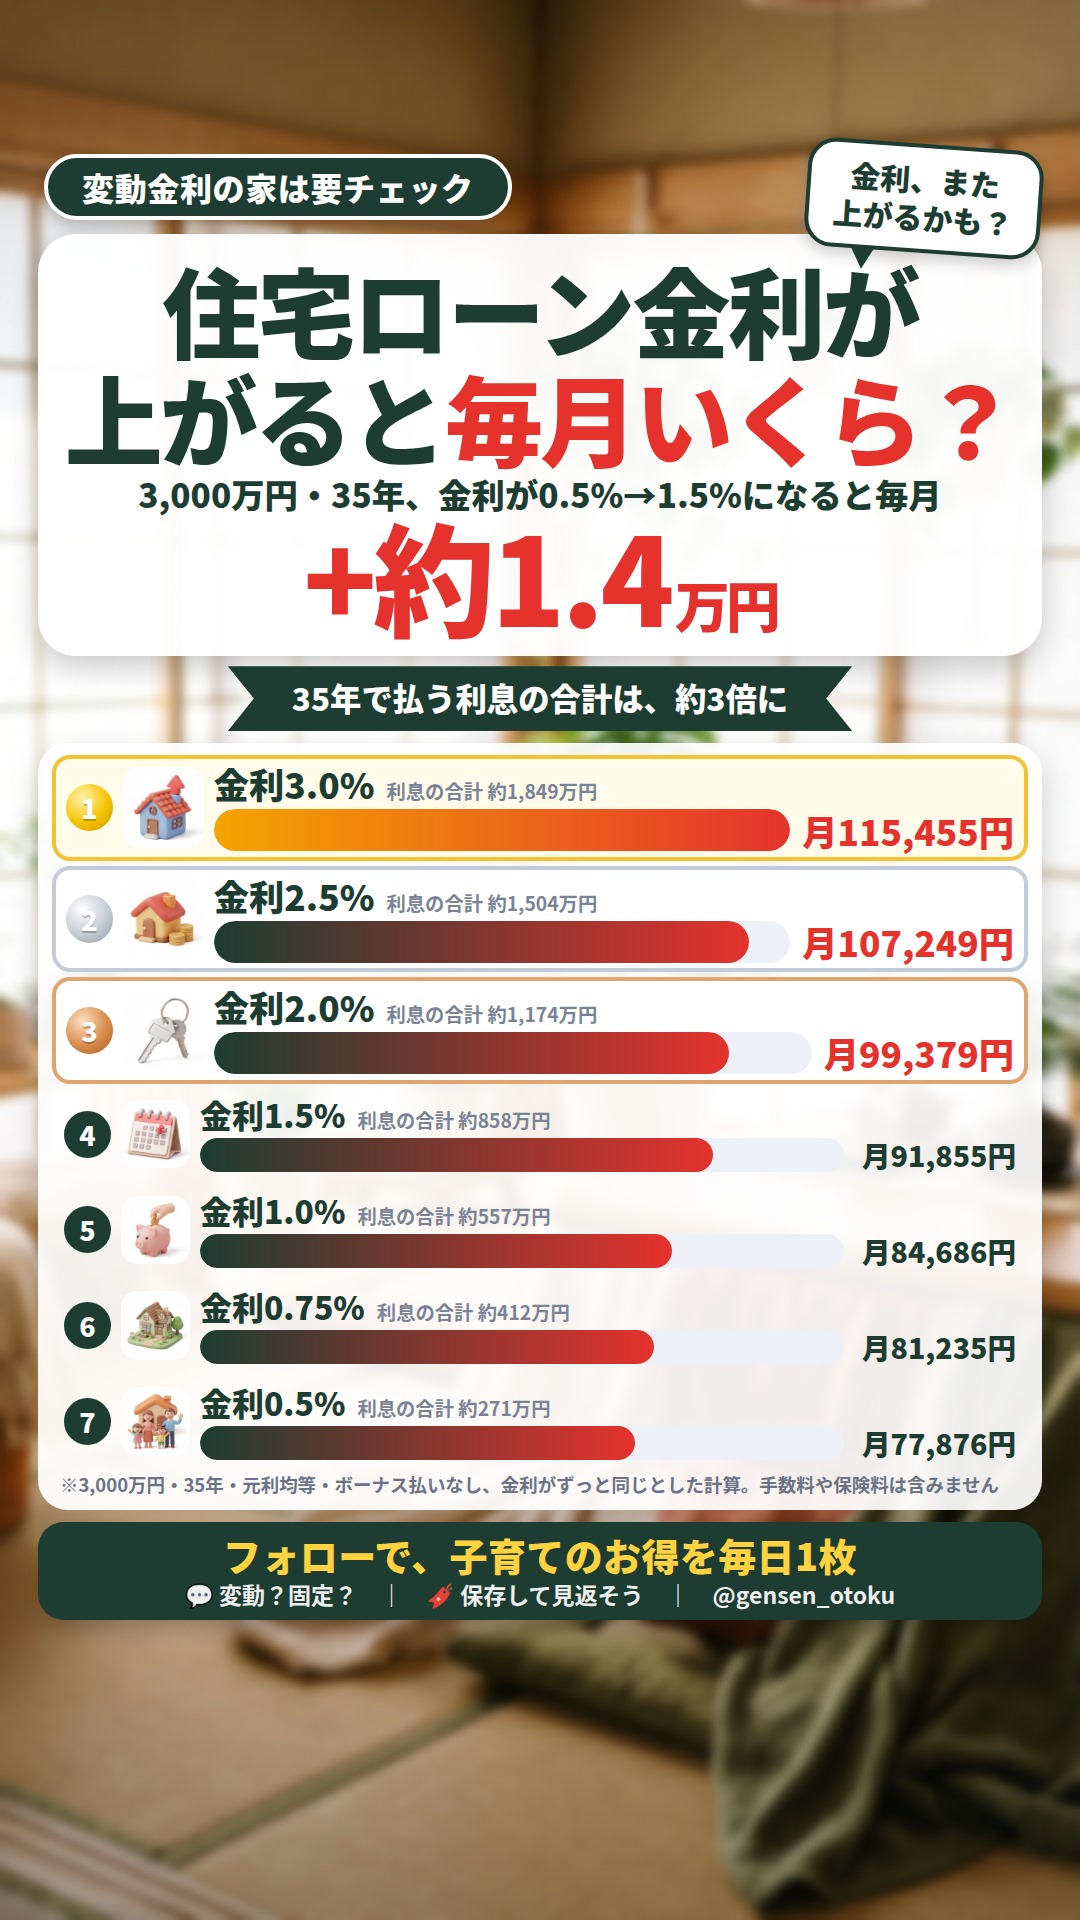 変動金利の家は要チェック
金利、また
上がるかも？
住宅ローン金利が
上がると毎月いくら？
3,000万円・35年、金利が0.5%→1.5%になると毎月
+約1.4万円
35年で払う利息の合計は、約3倍に
1 金利3.0% 利息の合計 約1,849万円
月115,455円
2 金利2.5% 利息の合計 約1,504万円
月107,249円
3 金利2.0% 利息の合計 約1,174万円
月99,379円
4 金利1.5% 利息の合計 約858万円
月91,855円
5 金利1.0% 利息の合計 約557万円
月84,686円
6 金利0.75% 利息の合計 約412万円
月81,235円
7 金利0.5% 利息の合計 約271万円
月77,876円
※3,000万円・35年・元利均等・ボーナス払いなし、金利がずっと同じとした計算。手数料や保険料は含みません
フォローで、子育てのお得を毎日1枚
💬 変動？固定？ ｜ 🔖 保存して見返そう ｜ @gensen_otoku